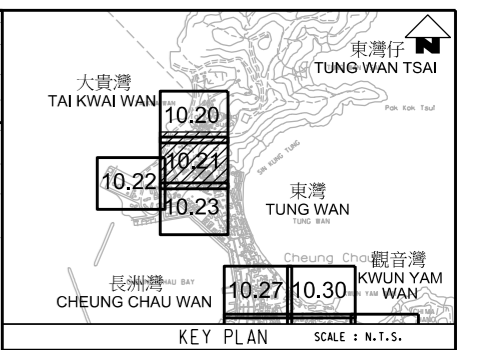 東灣仔
N
TUNG WAN TSAI
大貴灣
TAI KWAI WAN
Pak Kok Tsui
10.20
10.21
10.22
SIN KUNG TUNG
10.23
東灣
TUNG WAN
TUNG WAN
Cheung Chau
觀音灣
KWUN YAM
WAN
長洲灣
CHEUNG CHAU WAN
10.27
10.30
KEY PLAN
SCALE : N.T.S.